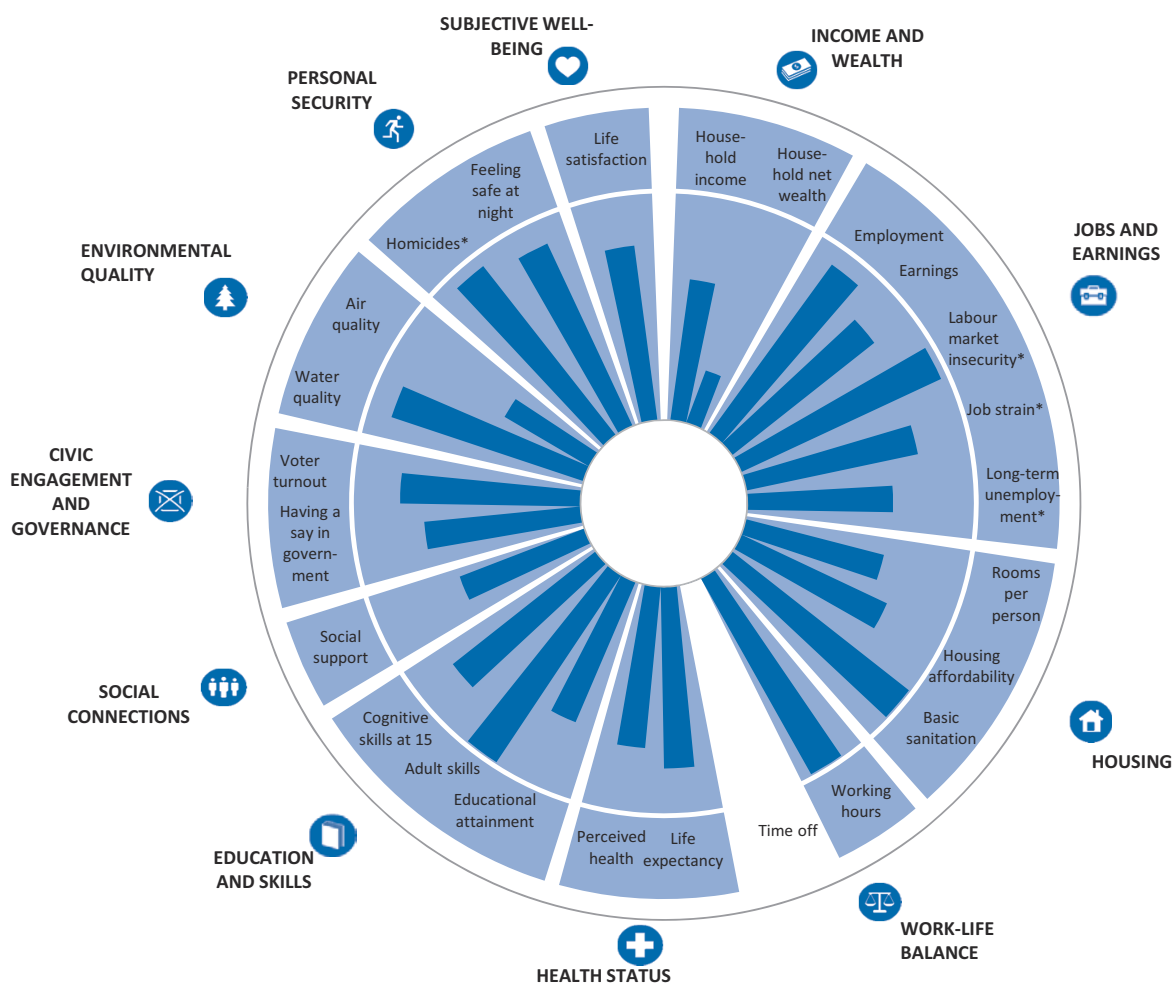 SUBJECTIVE WELL-
BEING
INCOME AND
WEALTH
PERSONAL
SECURITY
Life
satisfaction
House-
hold
income
House-
hold net
wealth
Feeling
safe at
night
Homicides*
Employment
Earnings
JOBS AND
EARNINGS
ENVIRONMENTAL
QUALITY
Air
quality
Water
quality
Labour
market
insecurity*
Job strain*
Long-term
unemploy-
ment*
CIVIC
ENGAGEMENT
AND
GOVERNANCE
Voter
turnout
Having a
say in
govern-
ment
Rooms
per
person
Housing
affordability
Basic
sanitation
HOUSING
Social
support
SOCIAL
CONNECTIONS
Cognitive
skills at 15
Adult skills
Educational
attainment
EDUCATION
AND SKILLS
Perceived
health
Life
expectancy
HEALTH STATUS
Time off
Working
hours
WORK-LIFE
BALANCE